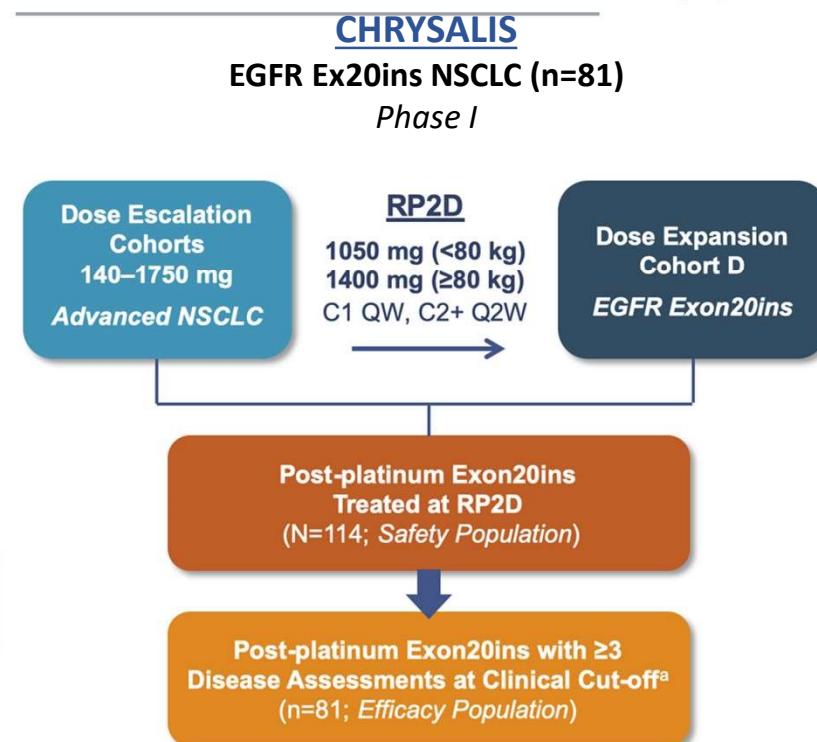 CHRYSALIS
EGFR Ex20ins NSCLC (n=81)
Phase I
Dose Escalation
Cohorts
140–1750 mg
Advanced NSCLC
RP2D
1050 mg (<80 kg)
1400 mg (≥80 kg)
C1 QW, C2+ Q2W
Dose Expansion
Cohort D
EGFR Exon20ins
Post-platinum Exon20ins
Treated at RP2D
(N=114; Safety Population)
Post-platinum Exon20ins with ≥3
Disease Assessments at Clinical Cut-offᵃ
(n=81; Efficacy Population)